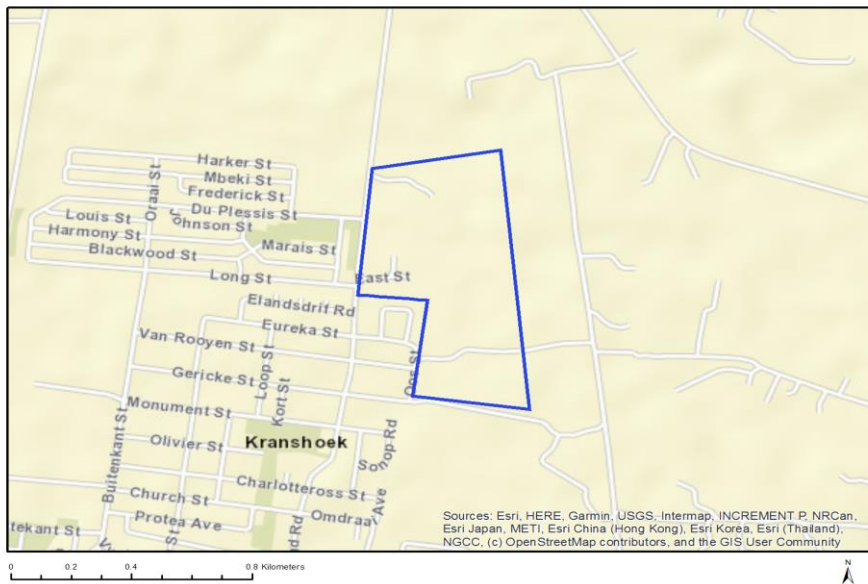 Harker St
Mbeki St
Frederick St
Oraai St
Du Plessis St
Louis St
Johnson St
Harmony St
Marais St
Blackwood St
Long St
East St
Elandsdrif Rd
Eureka St
Van Rooyen St
Loop St
Oos St
Gericke St
Kort St
Monument St
Buitenkant St
Olivier St
Kranshoek
Sonop Rd
Charlotteross St
Church St
Omdraai Ave
Protea Ave
tekant St
St
nd Rd
Sources: Esri, HERE, Garmin, USGS, Intermap, INCREMENT P, NRCan,
Esri Japan, METI, Esri China (Hong Kong), Esri Korea, Esri (Thailand),
NGCC, (c) OpenStreetMap contributors, and the GIS User Community
0 0.2 0.4 0.8 Kilometers
N